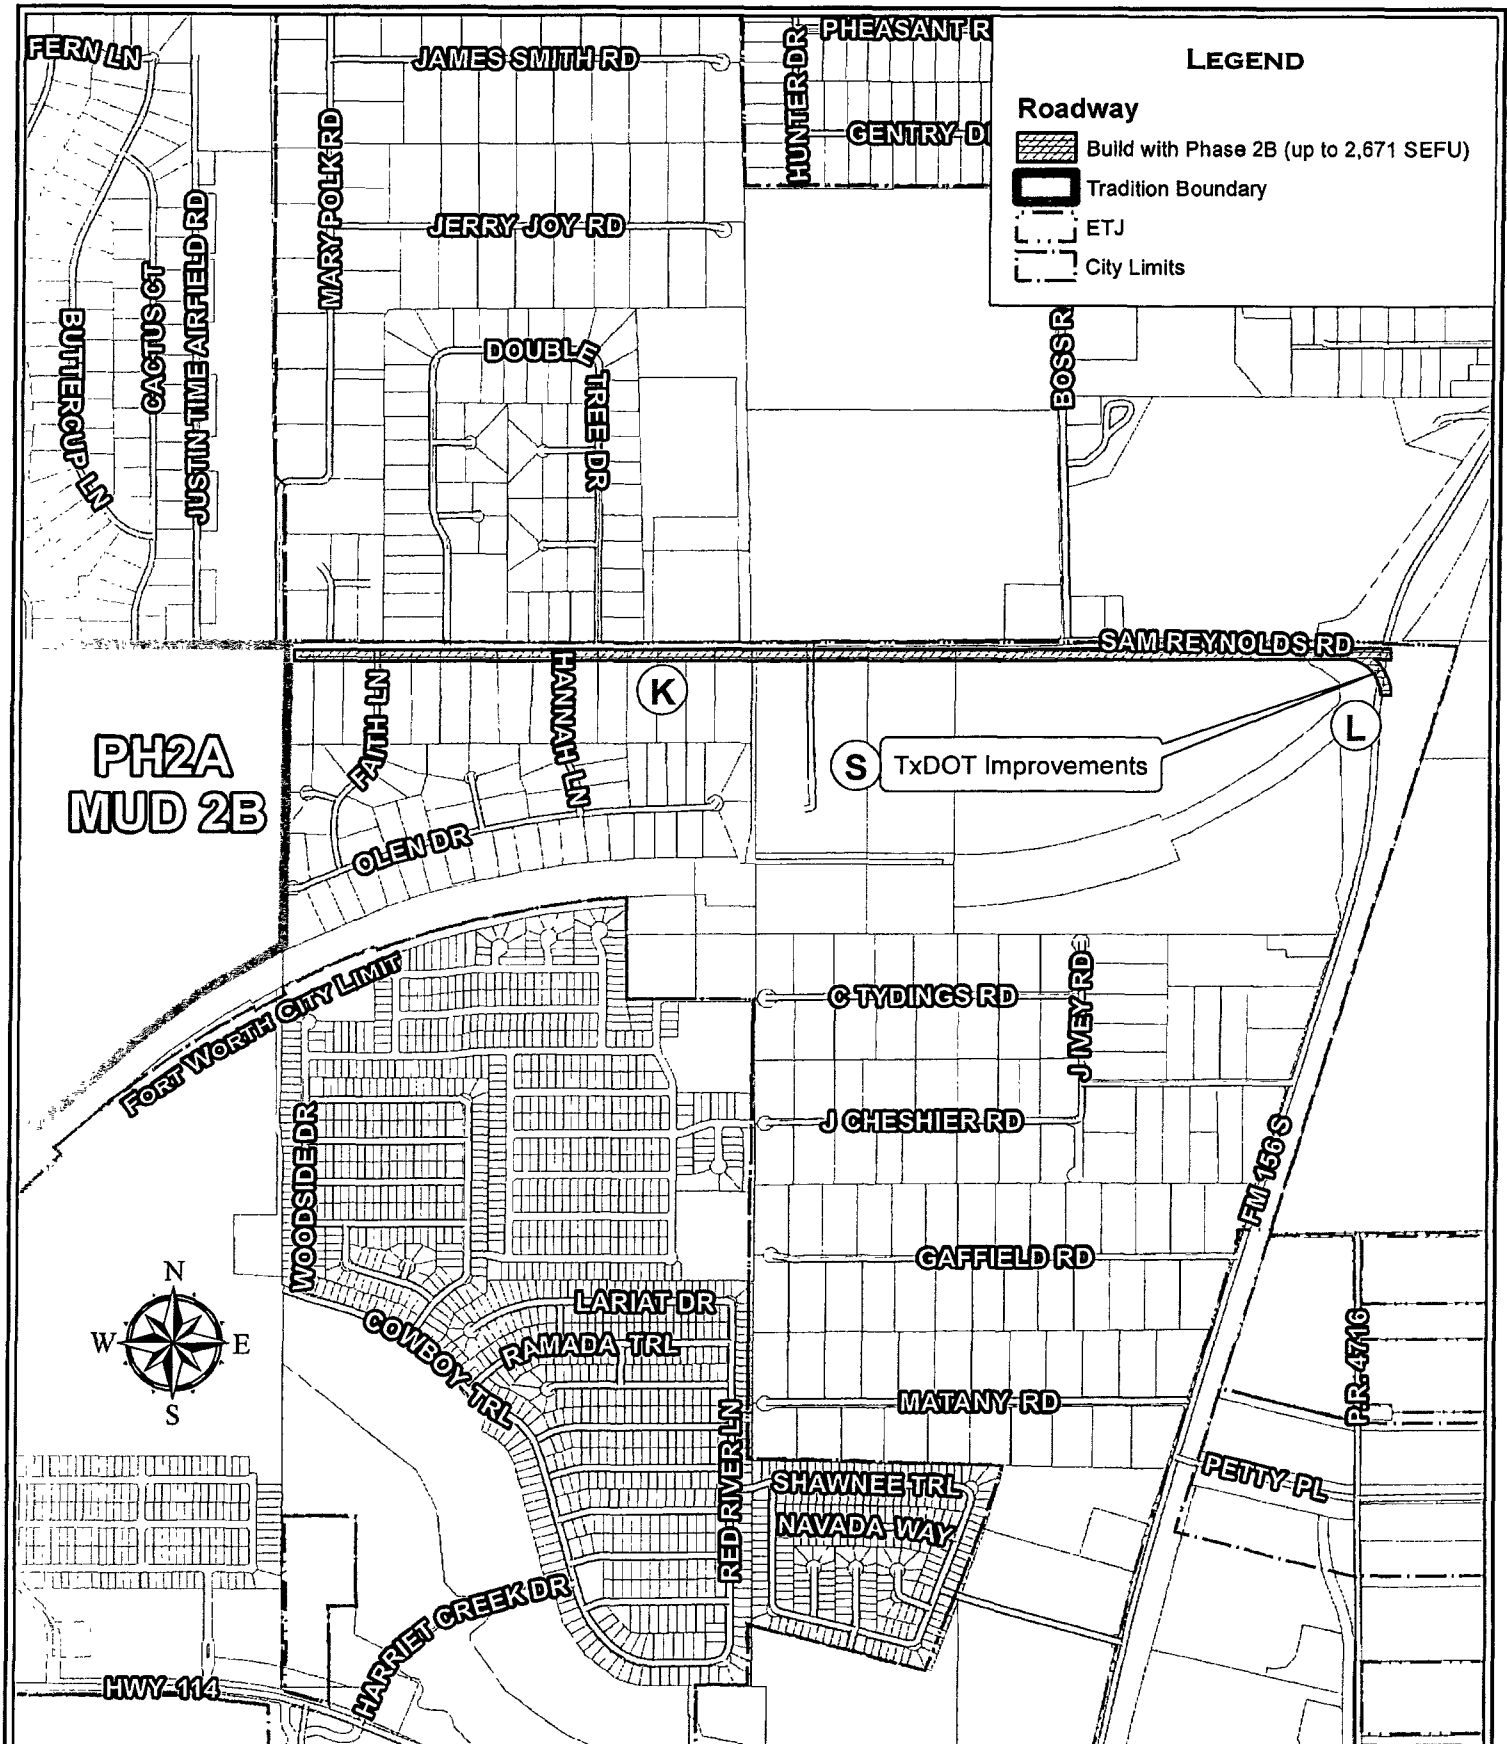 LEGEND
Roadway
Build with Phase 2B (up to 2,671 SEFU)
Tradition Boundary
ETJ
City Limits
FERN LN
JAMES SMITH RD
PHEASANT R
HUNTER DR
GENTRY DR
MARY POLK RD
JERRY JOY RD
JUSTIN TIME AIRFIELD RD
CACTUS CT
BUTTERCUP LN
DOUBLE TREE DR
BOSS R
SAM REYNOLDS RD
FAITH LN
HANNAH LN
K
L
S
TxDOT Improvements
PH2A
MUD 2B
OLEN DR
FORT WORTH CITY LIMIT
C TYDINGS RD
J IVEY RD
J CHESHIER RD
WOODSIDE DR
FM 156 S
GAFFIELD RD
N
W
E
S
LARIAT DR
RAMADA TRL
COWBOY TRL
P.R. 4716
MATANY RD
RED RIVER LN
PETTY PL
SHAWNEE TRL
NAVADA WAY
HARRIET CREEK DR
HWY 114